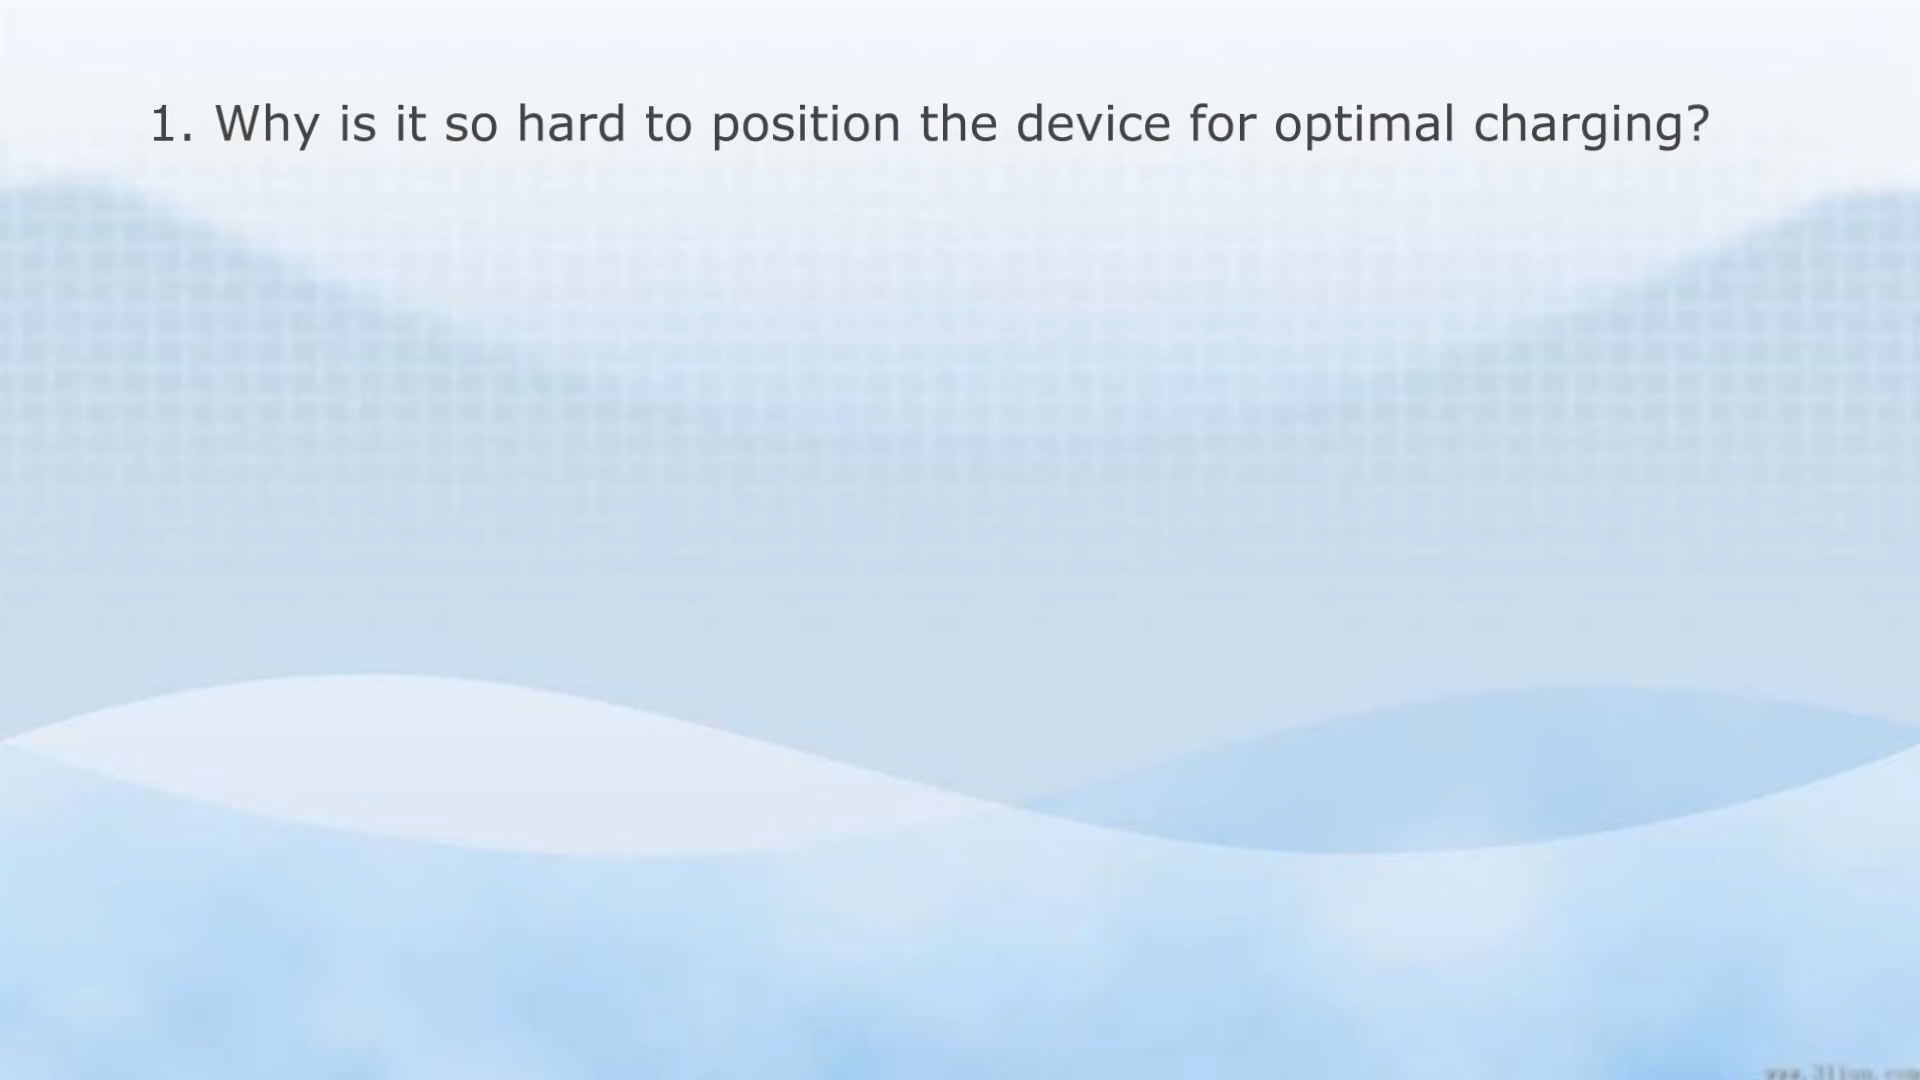 1. Why is it so hard to position the device for optimal charging?